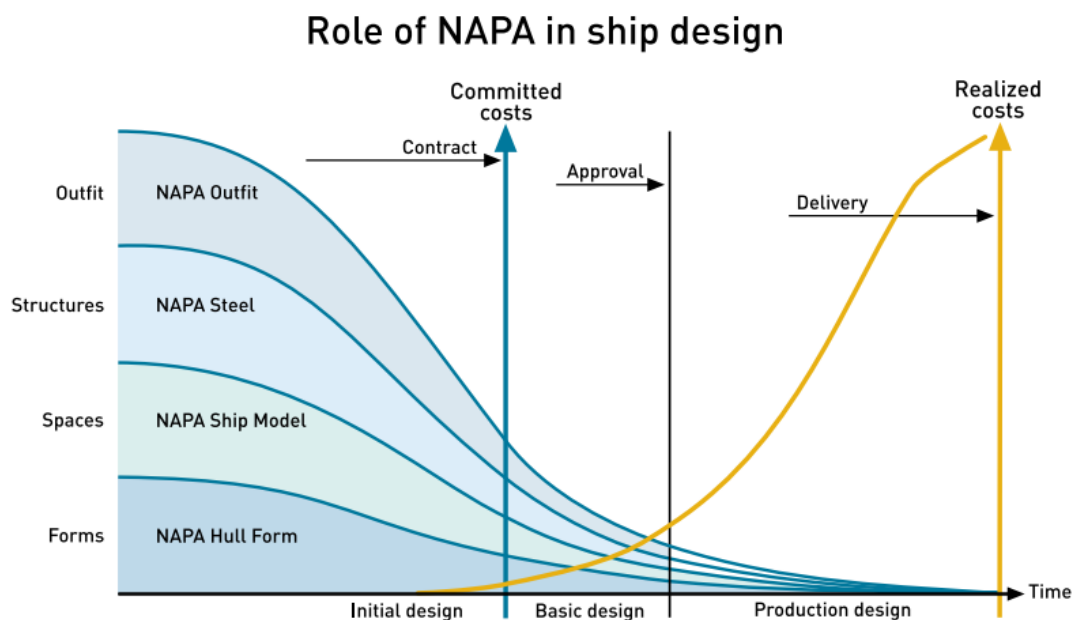 Role of NAPA in ship design
Committed
costs
Realized
costs
Contract
Approval
Delivery
Outfit
NAPA Outfit
Structures
NAPA Steel
Spaces
NAPA Ship Model
Forms
NAPA Hull Form
Time
Initial design
Basic design
Production design